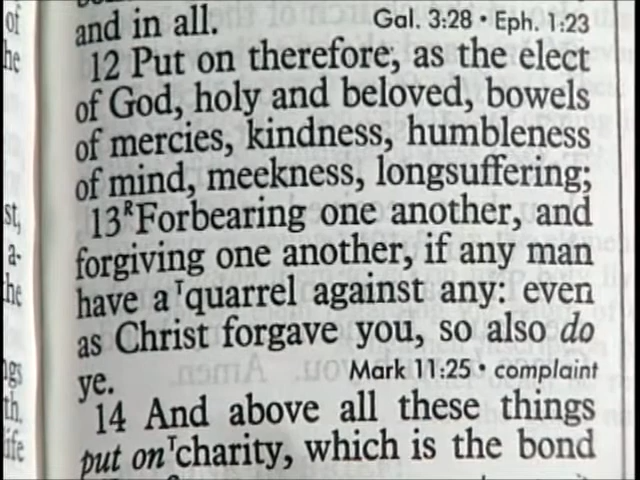 and in all. Gal. 3:28 • Eph. 1:23
12 Put on therefore, as the elect
of God, holy and beloved, bowels
of mercies, kindness, humbleness
of mind, meekness, longsuffering;
13 ᴿForbearing one another, and
forgiving one another, if any man
have a ᵀquarrel against any: even
as Christ forgave you, so also do
ye. Mark 11:25 • complaint
14 And above all these things
put on ᵀcharity, which is the bond